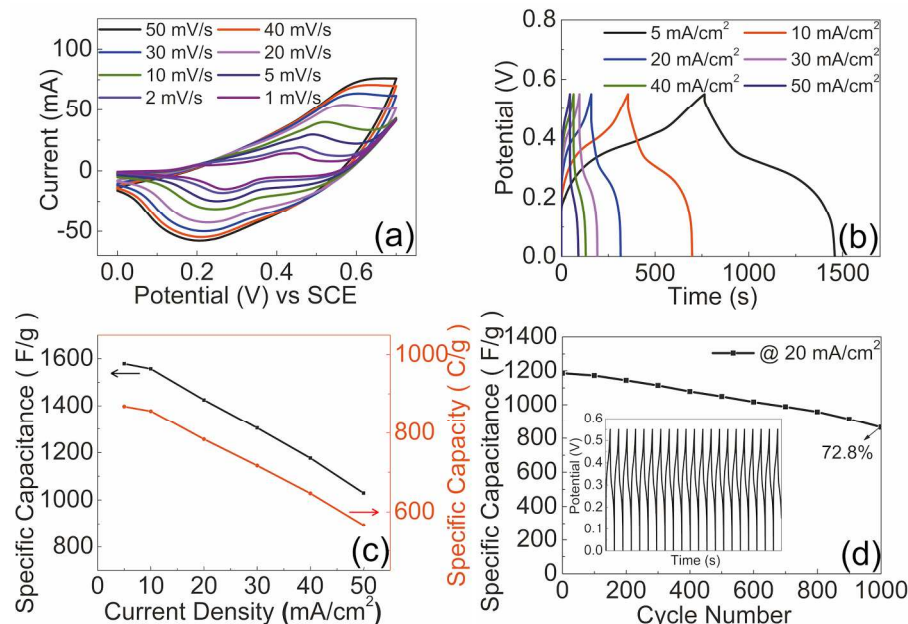 50 mV/s 40 mV/s
30 mV/s 20 mV/s
10 mV/s 5 mV/s
2 mV/s 1 mV/s
100
50
0
-50
Current (mA)
0.0 0.2 0.4 0.6
Potential (V) vs SCE
(a)
5 mA/cm² 10 mA/cm²
20 mA/cm² 30 mA/cm²
40 mA/cm² 50 mA/cm²
0.8
0.6
0.4
0.2
0.0
Potential (V)
0 500 1000 1500
Time (s)
(b)
1600
1400
1200
1000
800
Specific Capacitance ( F/g )
1000
800
600
Specific Capacity ( C/g )
0 10 20 30 40 50
Current Density (mA/cm²)
(c)
@ 20 mA/cm²
1400
1200
1000
800
600
400
200
0
Specific Capacitance ( F/g )
72.8%
0.6
0.5
0.4
0.3
0.2
0.1
0.0
Potential (V)
Time (s)
0 200 400 600 800 1000
Cycle Number
(d)